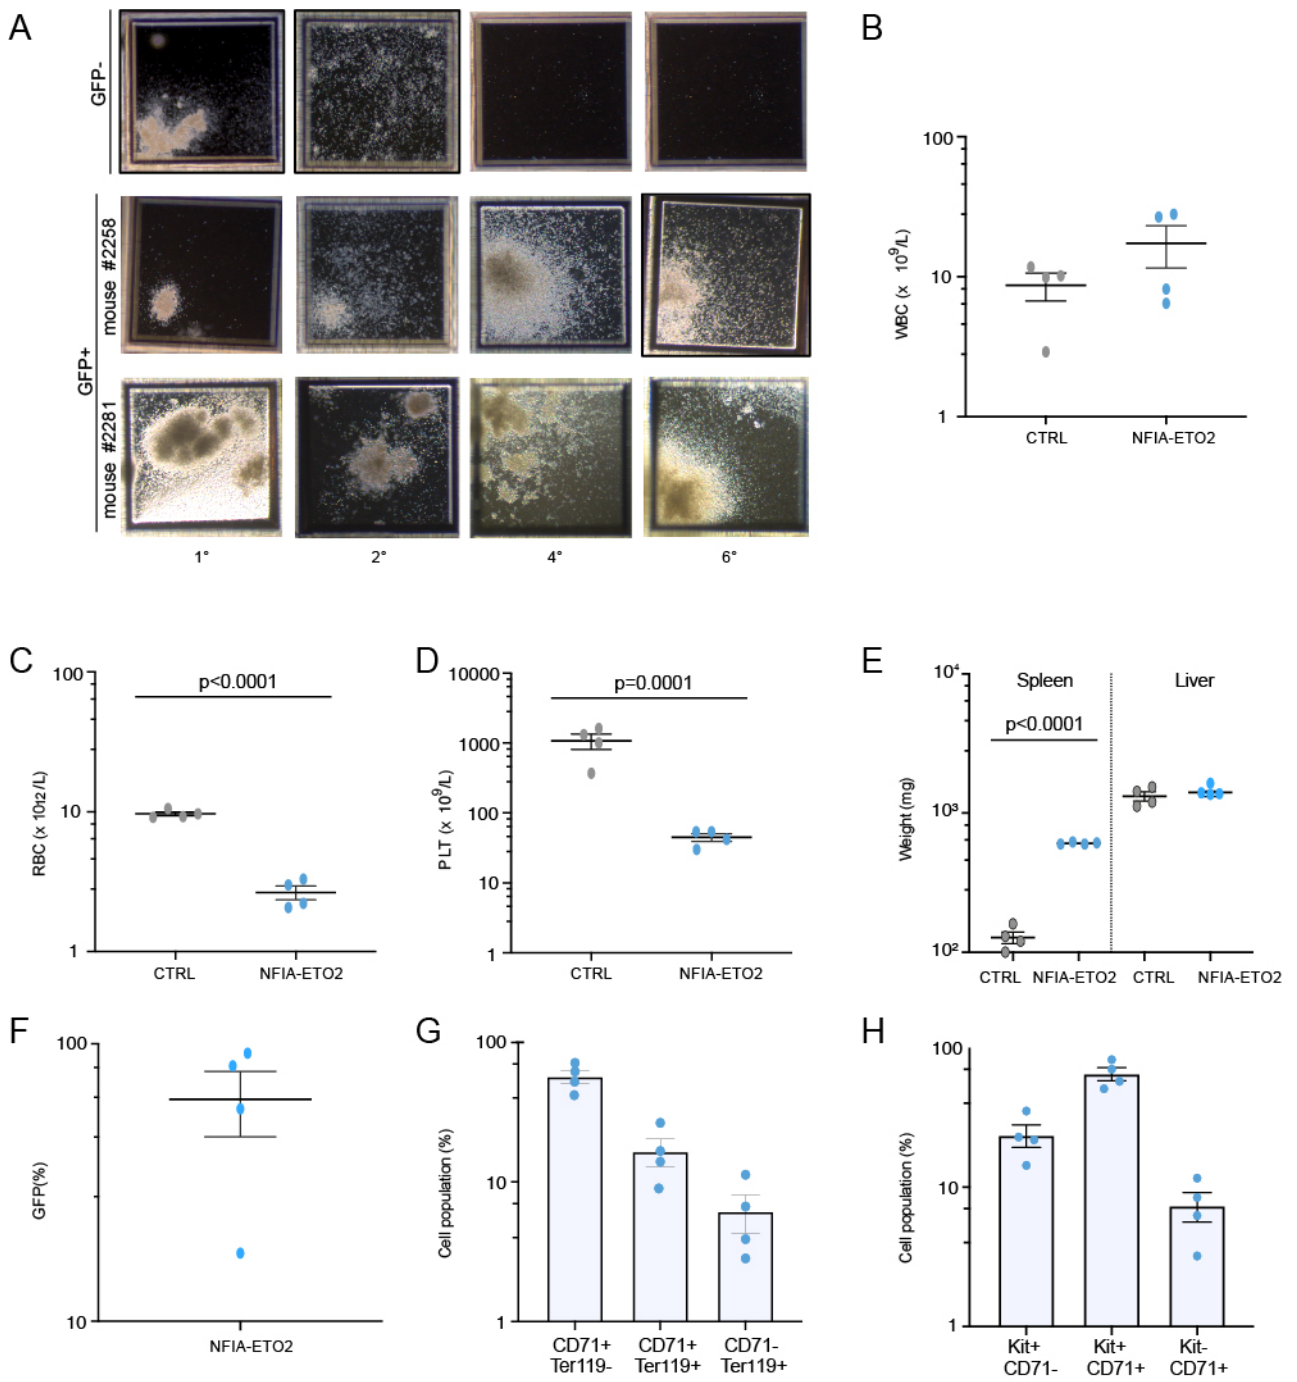 A
GFP-
GFP+
mouse #2258
mouse #2281
1°
2°
4°
6°
B
WBC (x 10⁹/L)
100
10
1
CTRL
NFIA-ETO2
C
RBC (x 10₁₂/L)
100
10
1
p<0.0001
CTRL
NFIA-ETO2
D
PLT (x 10⁹/L)
10000
1000
100
10
1
p=0.0001
CTRL
NFIA-ETO2
E
Weight (mg)
10⁴
10³
10²
Spleen
Liver
p<0.0001
CTRL
NFIA-ETO2
CTRL
NFIA-ETO2
F
GFP(%)
100
10
NFIA-ETO2
G
Cell population (%)
100
10
1
CD71+
Ter119-
CD71+
Ter119+
CD71-
Ter119+
H
Cell population (%)
100
10
1
Kit+
CD71-
Kit+
CD71+
Kit-
CD71+